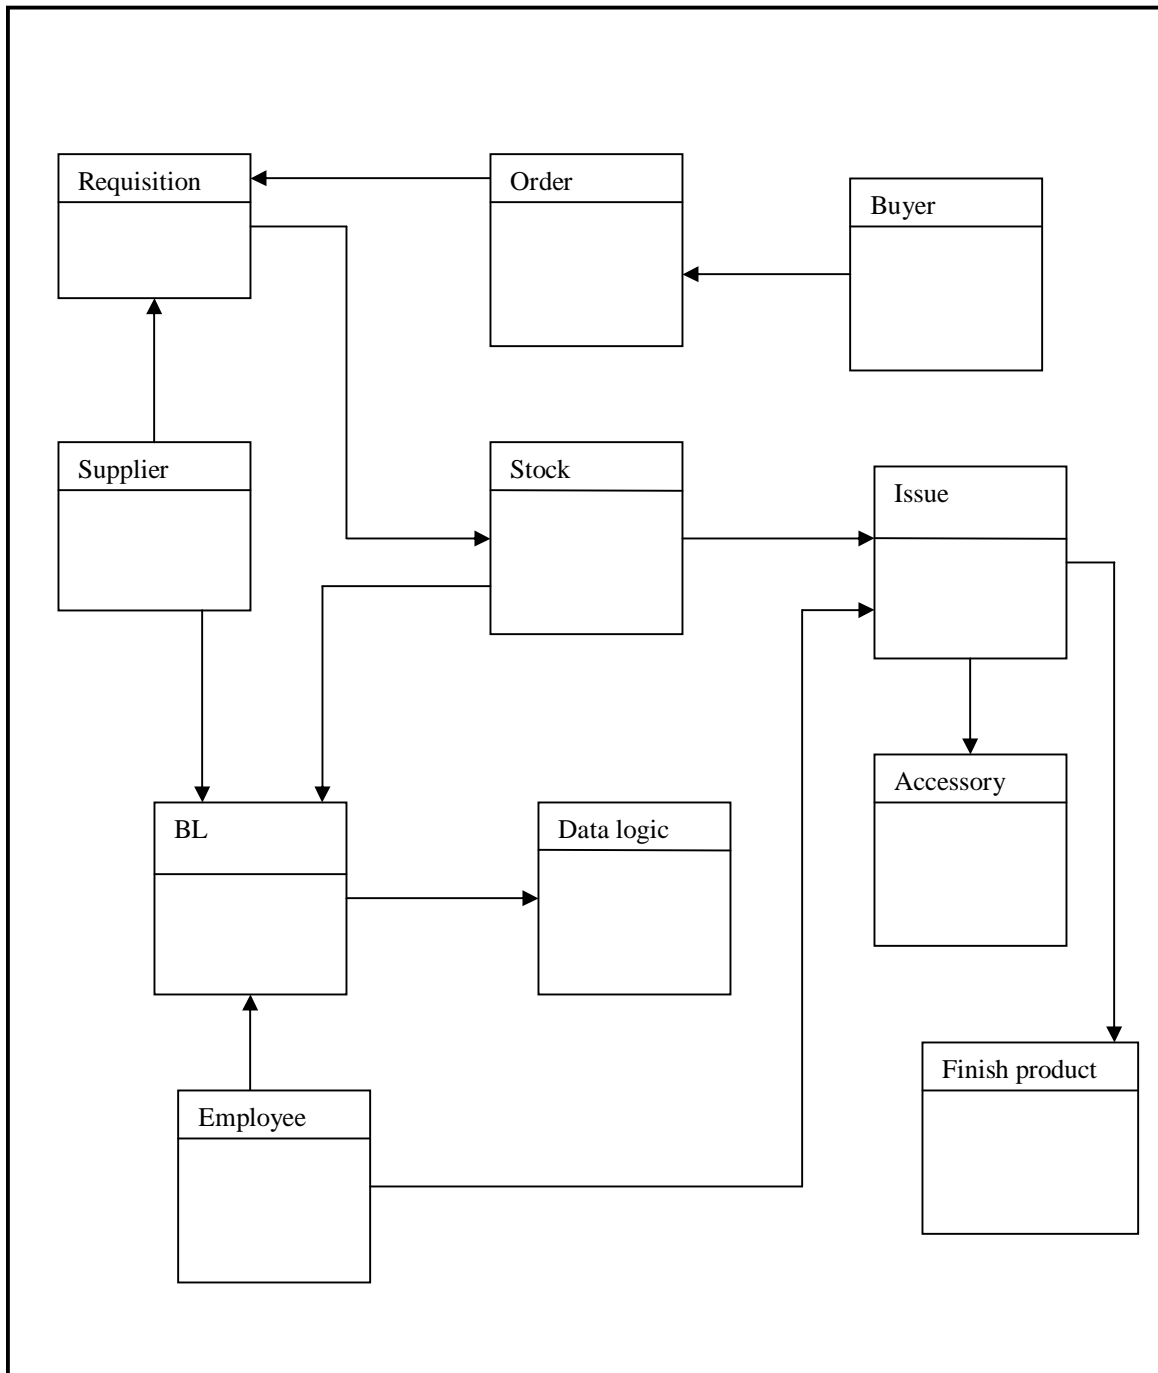 Requisition
Order
Buyer
Supplier
Stock
Issue
Accessory
BL
Data logic
Finish product
Employee